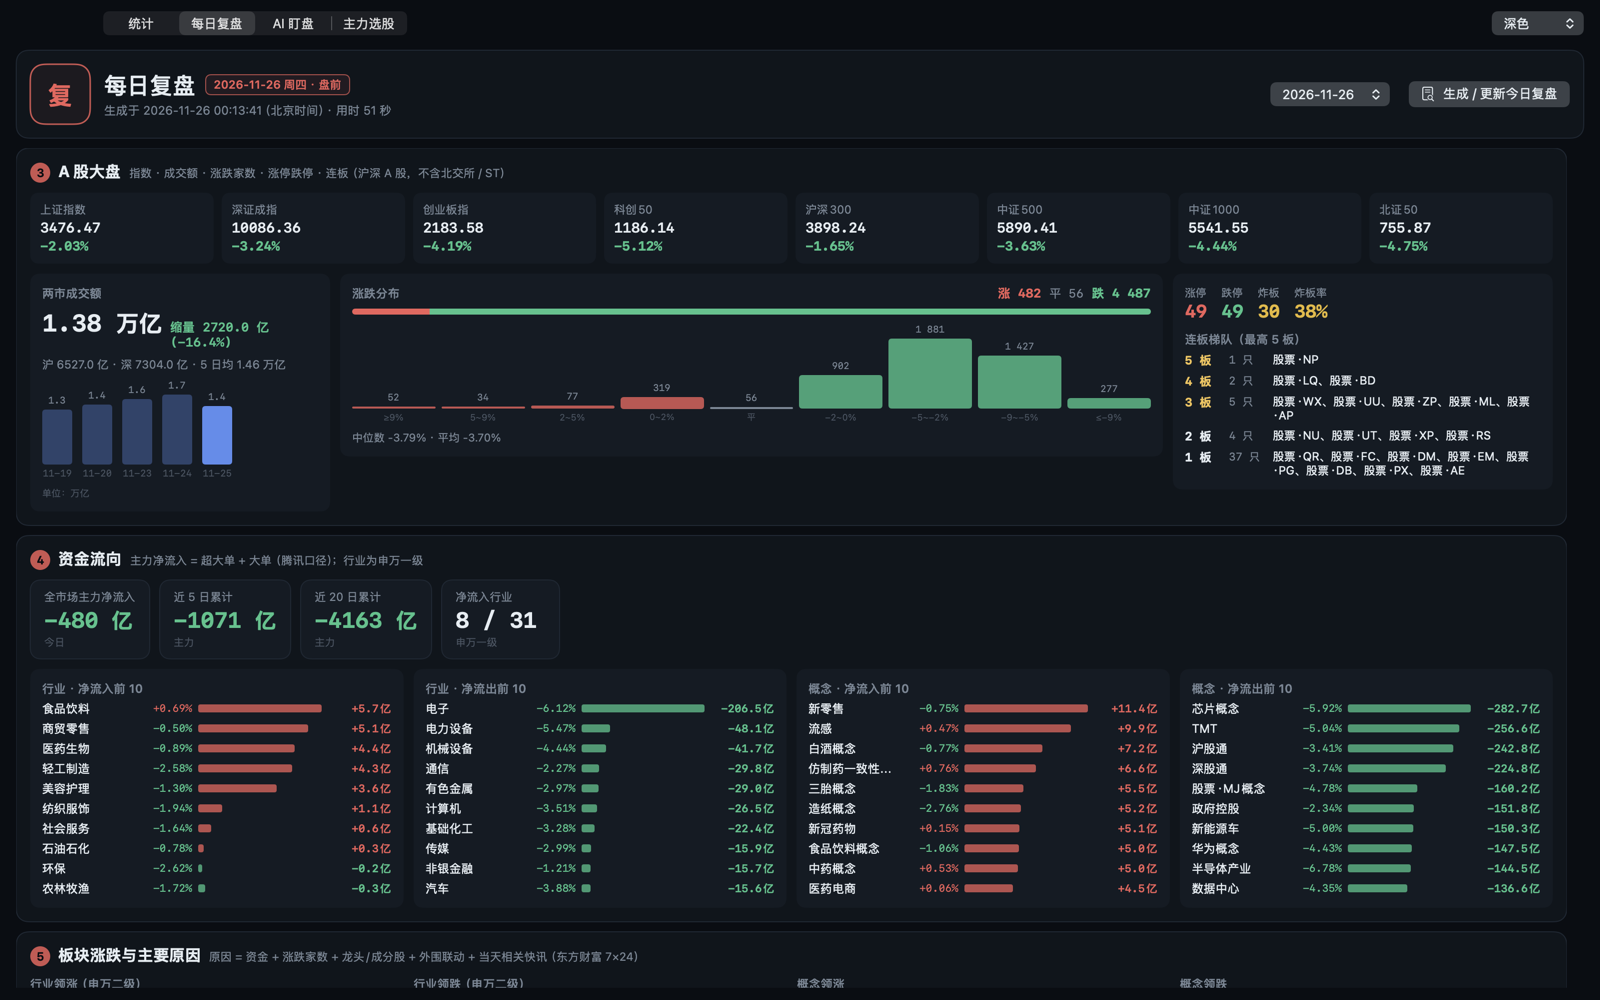 统计
每日复盘
AI 盯盘
主力选股
深色
复
每日复盘
2026-11-26 周四 · 盘前
生成于 2026-11-26 00:13:41 (北京时间) · 用时 51 秒
2026-11-26
生成 / 更新今日复盘
3 A 股大盘 指数 · 成交额 · 涨跌家数 · 涨停跌停 · 连板 (沪深 A 股，不含北交所 / ST)
上证指数
3476.47
-2.03%
深证成指
10086.36
-3.24%
创业板指
2183.58
-4.19%
科创50
1186.14
-5.12%
沪深300
3898.24
-1.65%
中证500
5890.41
-3.63%
中证1000
5541.55
-4.44%
北证50
755.87
-4.75%
两市成交额
1.38 万亿 缩量 2720.0 亿
(-16.4%)
沪 6527.0 亿 · 深 7304.0 亿 · 5 日均 1.46 万亿
1.3 1.4 1.6 1.7 1.4
11-19 11-20 11-23 11-24 11-25
单位: 万亿
涨跌分布
涨 482 平 56 跌 4 487
52 34 77 319 56 902 1 881 1 427 277
≥9% 5~9% 2~5% 0~2% 平 -2~0% -5~-2% -9~-5% ≤-9%
中位数 -3.79% · 平均 -3.70%
涨停 跌停 炸板 炸板率
49 49 30 38%
连板梯队 (最高 5 板)
5 板 1 只 股票·NP
4 板 2 只 股票·LQ、股票·BD
3 板 5 只 股票·WX、股票·UU、股票·ZP、股票·ML、股票
·AP
2 板 4 只 股票·NU、股票·UT、股票·XP、股票·RS
1 板 37 只 股票·QR、股票·FC、股票·DM、股票·EM、股票
·PG、股票·DB、股票·PX、股票·AE
4 资金流向 主力净流入 = 超大单 + 大单 (腾讯口径)；行业为申万一级
全市场主力净流入
-480 亿
今日
近 5 日累计
-1071 亿
主力
近 20 日累计
-4163 亿
主力
净流入行业
8 / 31
申万一级
行业 · 净流入前 10
食品饮料 +0.69% +5.7亿
商贸零售 -0.50% +5.1亿
医药生物 -0.89% +4.4亿
轻工制造 -2.58% +4.3亿
美容护理 -1.30% +3.6亿
纺织服饰 -1.94% +1.1亿
社会服务 -1.64% +0.6亿
石油石化 -0.78% +0.3亿
环保 -2.62% -0.2亿
农林牧渔 -1.72% -0.3亿
行业 · 净流出前 10
电子 -6.12% -206.5亿
电力设备 -5.47% -48.1亿
机械设备 -4.44% -41.7亿
通信 -2.27% -29.8亿
有色金属 -2.97% -29.0亿
计算机 -3.51% -26.5亿
基础化工 -3.28% -22.4亿
传媒 -2.99% -15.9亿
非银金融 -1.21% -15.7亿
汽车 -3.88% -15.6亿
概念 · 净流入前 10
新零售 -0.75% +11.4亿
流感 +0.47% +9.9亿
白酒概念 -0.77% +7.2亿
仿制药一致性... +0.76% +6.6亿
三胎概念 -1.83% +5.5亿
造纸概念 -2.76% +5.2亿
新冠药物 +0.15% +5.1亿
食品饮料概念 -1.06% +5.0亿
中药概念 +0.53% +5.0亿
医药电商 +0.06% +4.5亿
概念 · 净流出前 10
芯片概念 -5.92% -282.7亿
TMT -5.04% -256.6亿
沪股通 -3.41% -242.8亿
深股通 -3.74% -224.8亿
股票·MJ概念 -4.78% -160.2亿
政府控股 -2.34% -151.8亿
新能源车 -5.00% -150.3亿
华为概念 -4.43% -147.5亿
半导体产业 -6.78% -144.5亿
数据中心 -4.35% -136.6亿
5 板块涨跌与主要原因 原因 = 资金 + 涨跌家数 + 龙头/成分股 + 外围联动 + 当天相关快讯 (东方财富 7×24)
行业领涨 (申万二级)
行业领跌 (申万二级)
概念领涨
概念领跌